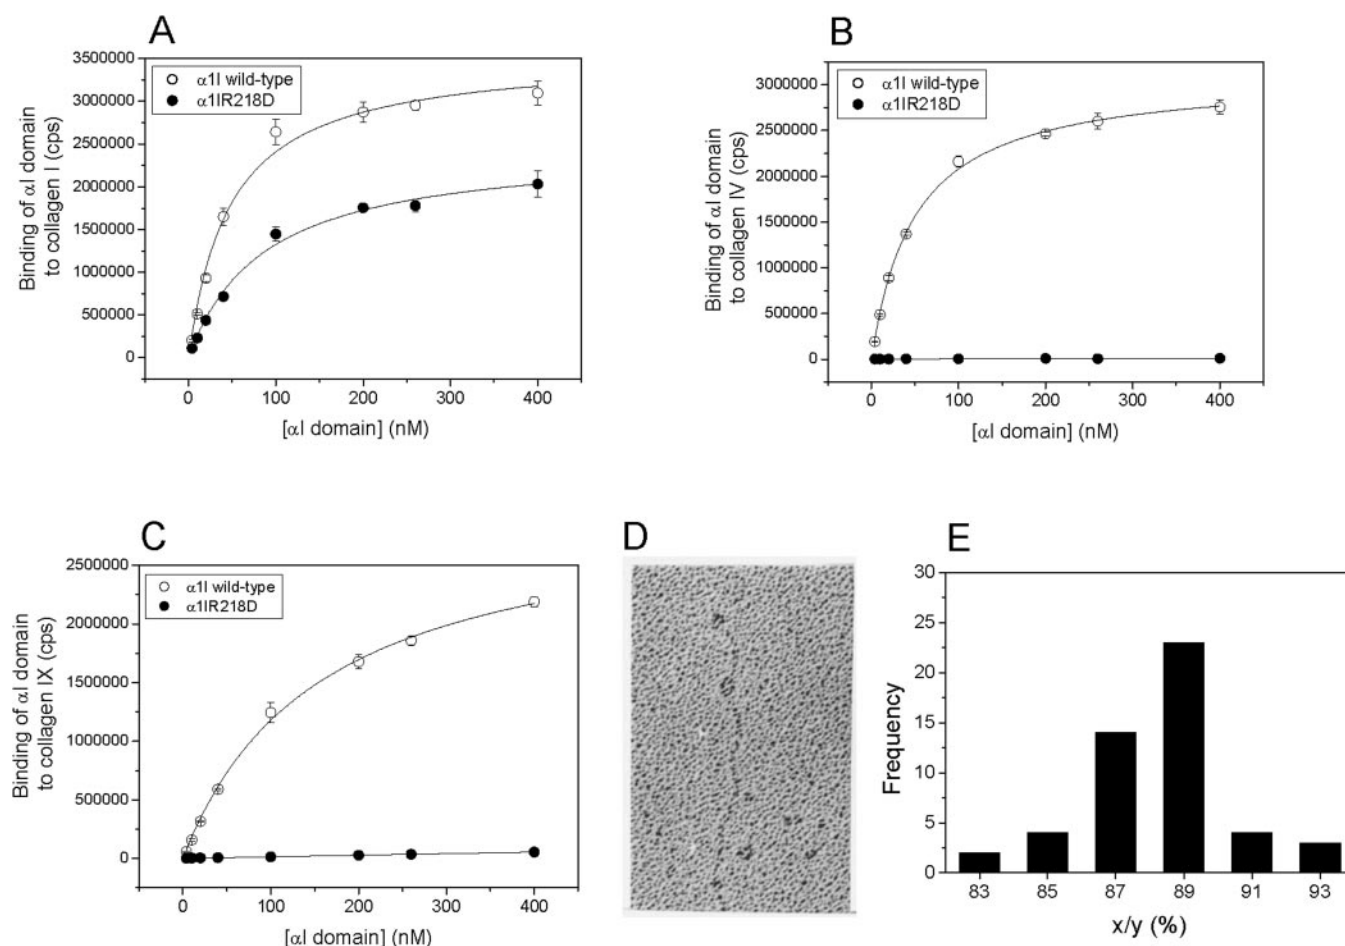 A
α1I wild-type
α1IR218D
3500000
3000000
2500000
2000000
1500000
1000000
500000
0
0 100 200 300 400
Binding of αI domain
to collagen I (cps)
[αI domain] (nM)
B
α1I wild-type
α1IR218D
3000000
2500000
2000000
1500000
1000000
500000
0
0 100 200 300 400
Binding of αI domain
to collagen IV (cps)
[αI domain] (nM)
C
α1I wild-type
α1IR218D
2500000
2000000
1500000
1000000
500000
0
0 100 200 300 400
Binding of αI domain
to collagen IX (cps)
[αI domain] (nM)
D
E
30
25
20
15
10
5
0
83 85 87 89 91 93
Frequency
x/y (%)